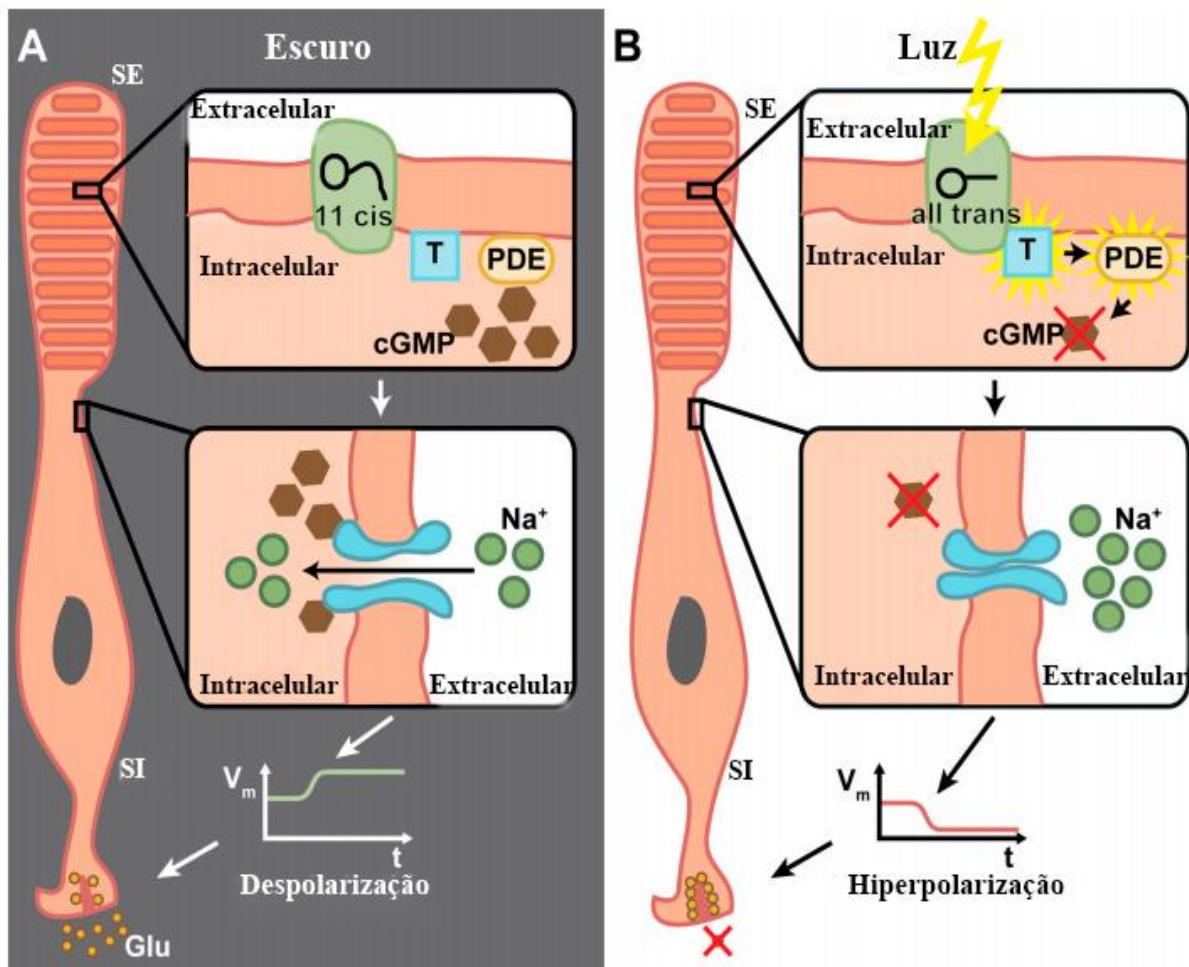 A
Escuro
SE
Extracelular
11 cis
T
PDE
Intracelular
cGMP
Na⁺
Intracelular
Extracelular
SI
Vm
t
Despolarização
Glu
B
Luz
SE
Extracelular
all trans
T
PDE
Intracelular
cGMP
Na⁺
Intracelular
Extracelular
SI
Vm
t
Hiperpolarização